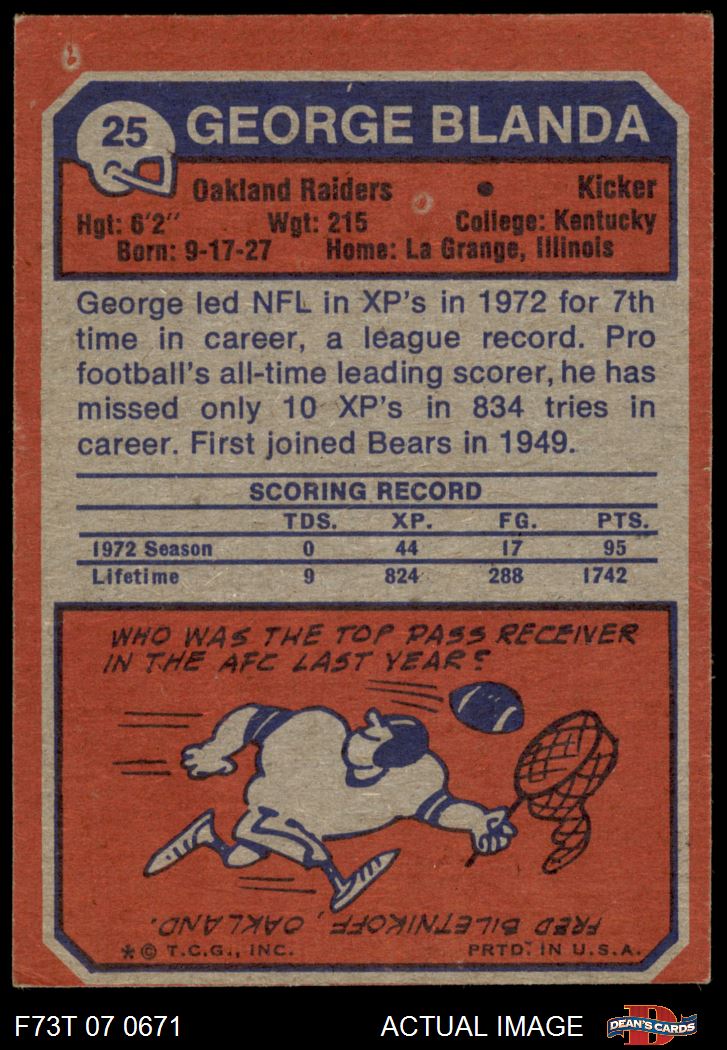 25
GEORGE BLANDA
Oakland Raiders • Kicker
Hgt: 6'2" Wgt: 215 College: Kentucky
Born: 9-17-27 Home: La Grange, Illinois
George led NFL in XP's in 1972 for 7th
time in career, a league record. Pro
football's all-time leading scorer, he has
missed only 10 XP's in 834 tries in
career. First joined Bears in 1949.
SCORING RECORD
TDS. XP. FG. PTS.
1972 Season 0 44 17 95
Lifetime 9 824 288 1742
WHO WAS THE TOP PASS RECEIVER
IN THE AFC LAST YEAR?
FRED BILETNIKOFF, OAKLAND.
* © T.C.G., INC. PRTD. IN U.S.A.
F73T 07 0671 ACTUAL IMAGE
D
DEAN'S CARDS